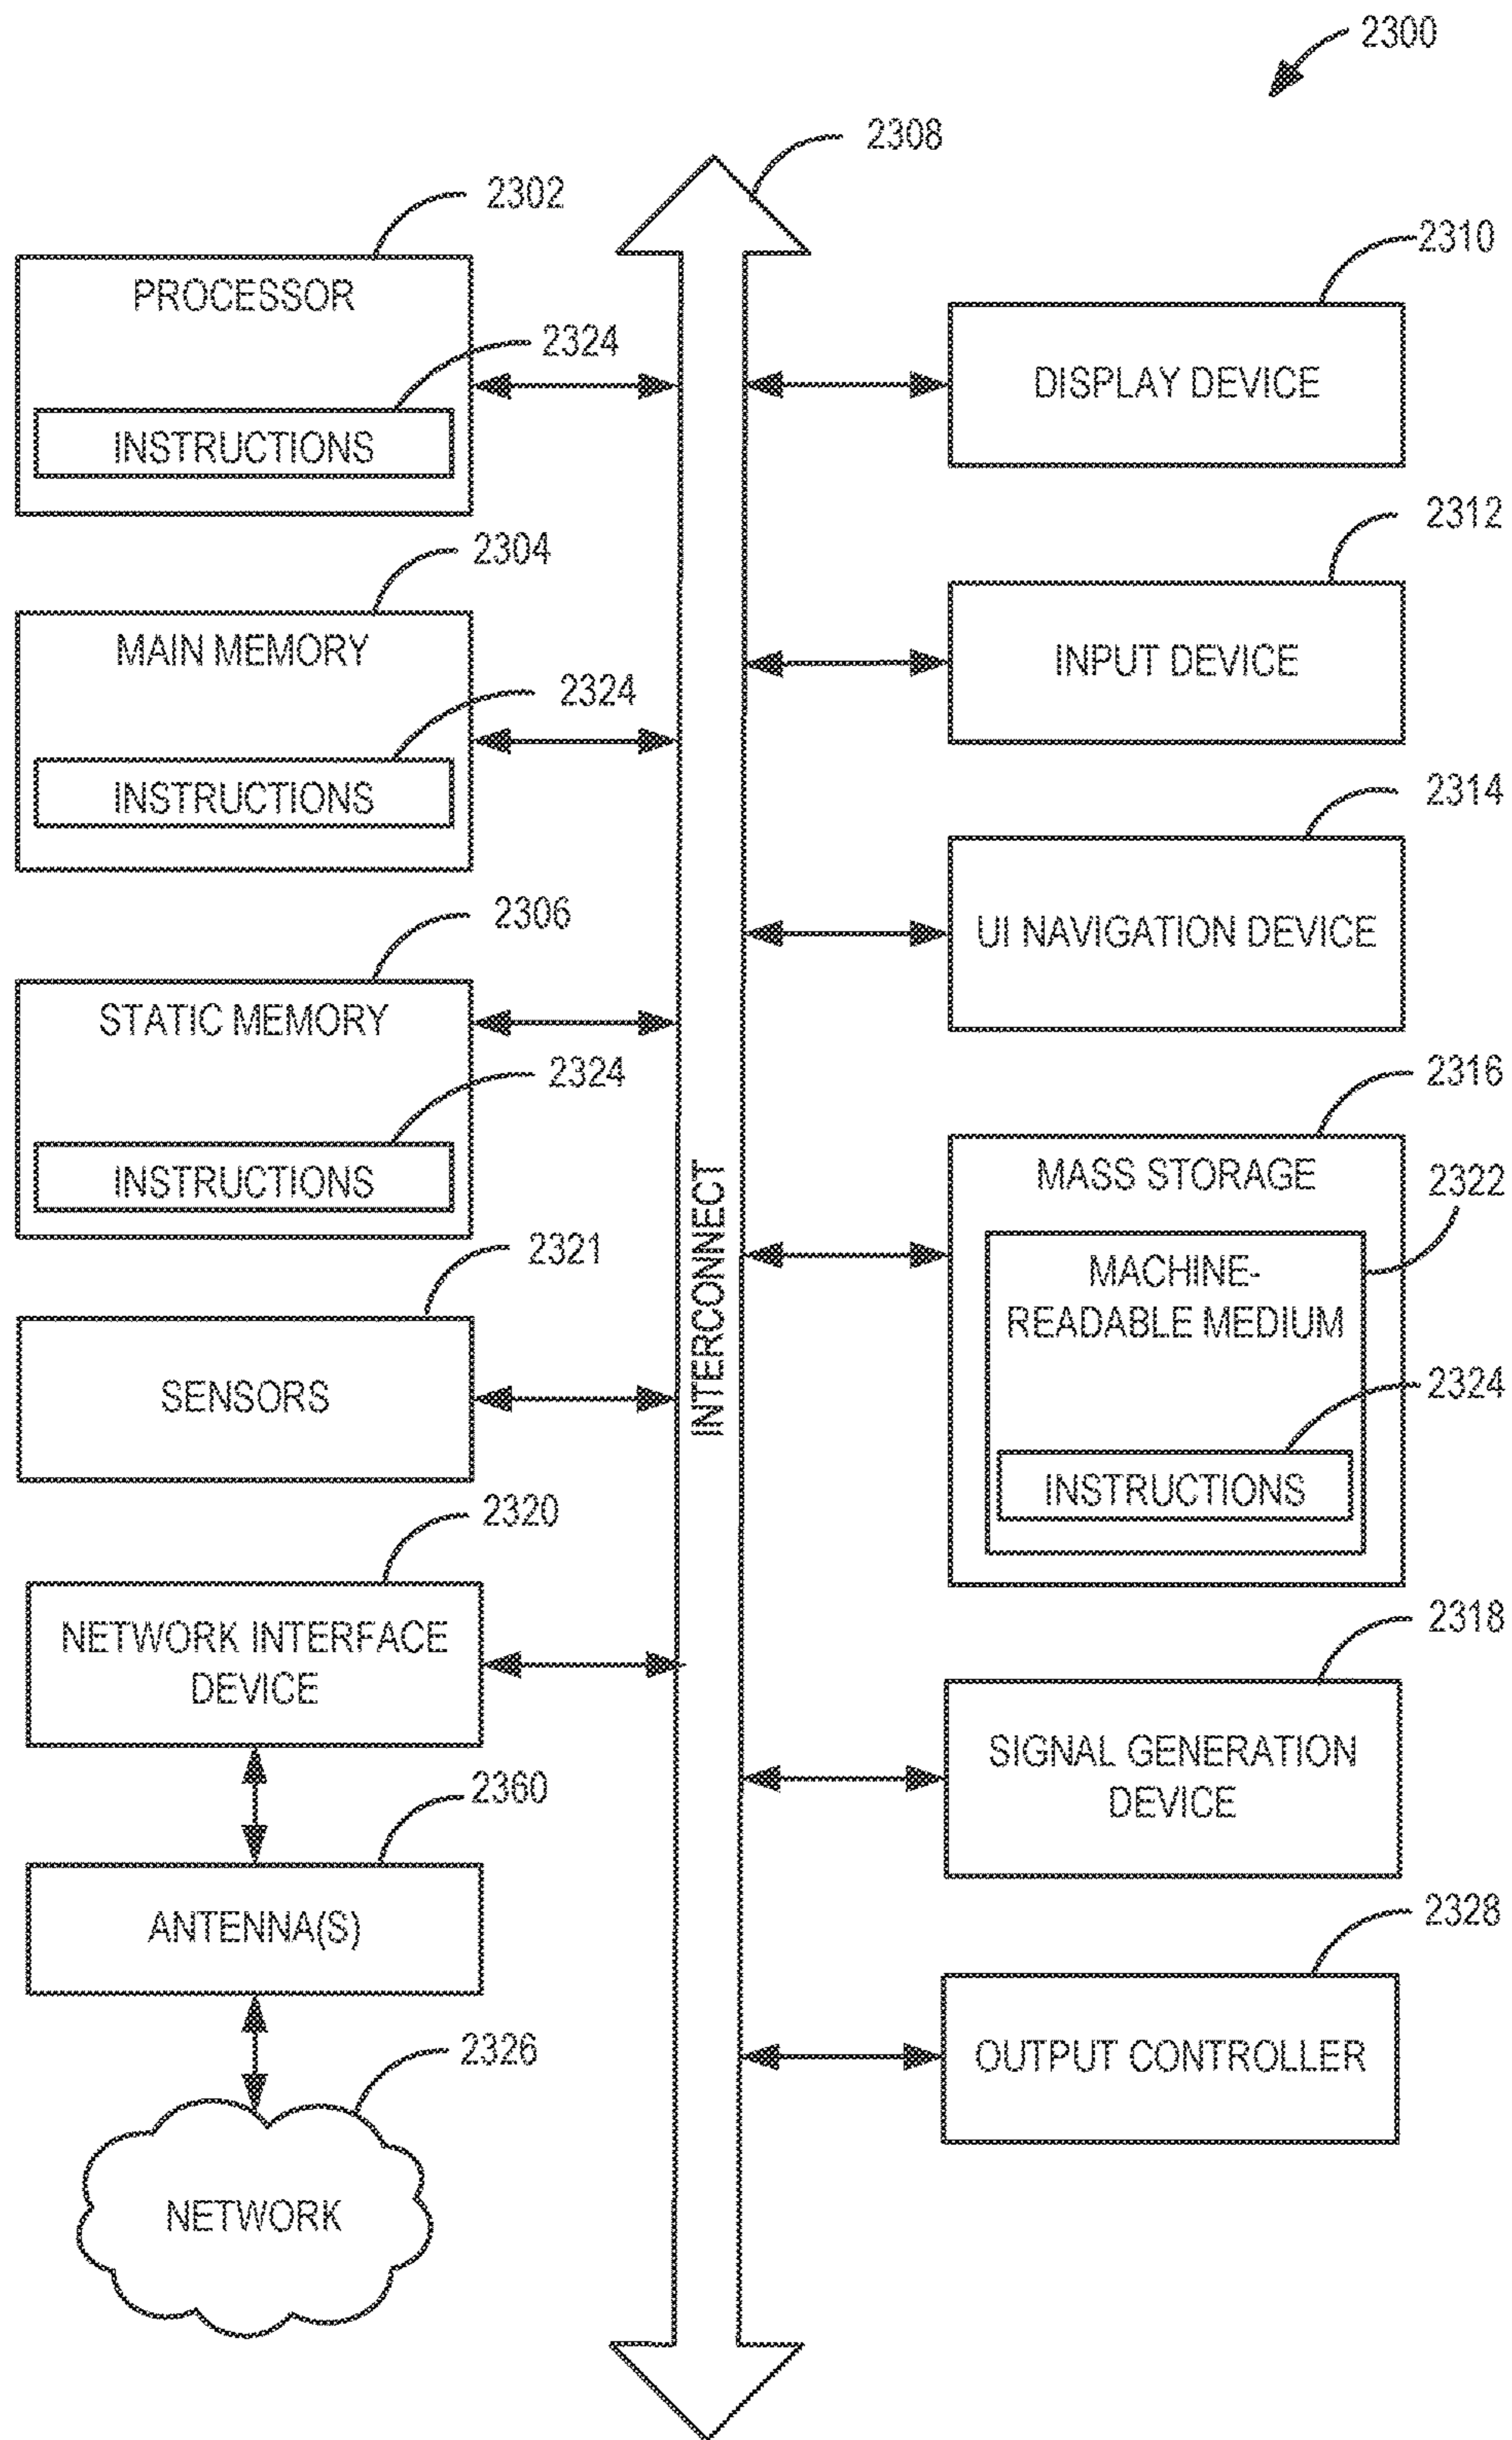 2300
2308
2302
PROCESSOR
2324
INSTRUCTIONS
2304
MAIN MEMORY
2324
INSTRUCTIONS
2306
STATIC MEMORY
2324
INSTRUCTIONS
2321
SENSORS
2320
NETWORK INTERFACE
DEVICE
2360
ANTENNA(S)
2326
NETWORK
INTERCONNECT
2310
DISPLAY DEVICE
2312
INPUT DEVICE
2314
UI NAVIGATION DEVICE
2316
MASS STORAGE
2322
MACHINE-
READABLE MEDIUM
2324
INSTRUCTIONS
2318
SIGNAL GENERATION
DEVICE
2328
OUTPUT CONTROLLER